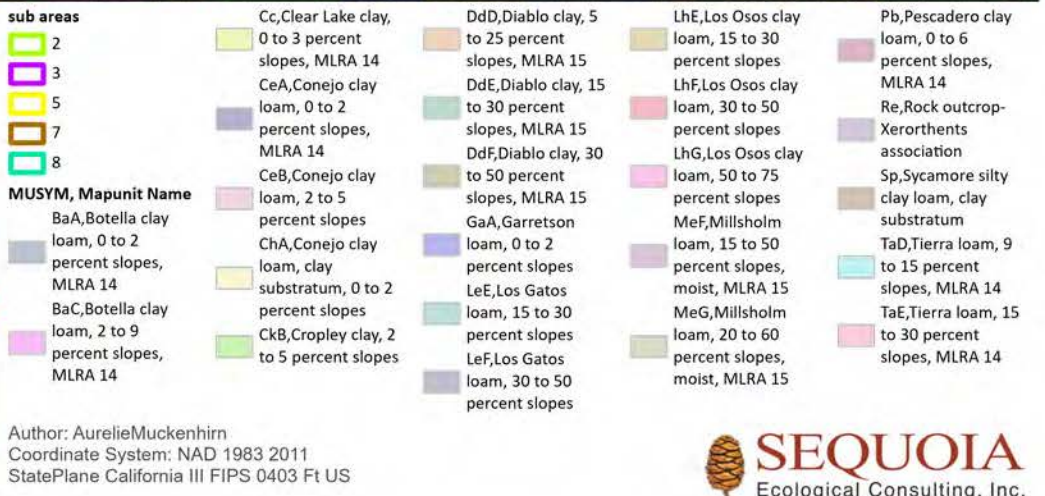 sub areas
2
3
5
7
8
MUSYM, Mapunit Name
BaA,Botella clay
loam, 0 to 2
percent slopes,
MLRA 14
BaC,Botella clay
loam, 2 to 9
percent slopes,
MLRA 14
Cc,Clear Lake clay,
0 to 3 percent
slopes, MLRA 14
CeA,Conejo clay
loam, 0 to 2
percent slopes,
MLRA 14
CeB,Conejo clay
loam, 2 to 5
percent slopes
ChA,Conejo clay
loam, clay
substratum, 0 to 2
percent slopes
CkB,Cropley clay, 2
to 5 percent slopes
DdD,Diablo clay, 5
to 25 percent
slopes, MLRA 15
DdE,Diablo clay, 15
to 30 percent
slopes, MLRA 15
DdF,Diablo clay, 30
to 50 percent
slopes, MLRA 15
GaA,Garretson
loam, 0 to 2
percent slopes
LeE,Los Gatos
loam, 15 to 30
percent slopes
LeF,Los Gatos
loam, 30 to 50
percent slopes
LhE,Los Osos clay
loam, 15 to 30
percent slopes
LhF,Los Osos clay
loam, 30 to 50
percent slopes
LhG,Los Osos clay
loam, 50 to 75
percent slopes
MeF,Millsholm
loam, 15 to 50
percent slopes,
moist, MLRA 15
MeG,Millsholm
loam, 20 to 60
percent slopes,
moist, MLRA 15
Pb,Pescadero clay
loam, 0 to 6
percent slopes,
MLRA 14
Re,Rock outcrop-
Xerorthents
association
Sp,Sycamore silty
clay loam, clay
substratum
TaD,Tierra loam, 9
to 15 percent
slopes, MLRA 14
TaE,Tierra loam, 15
to 30 percent
slopes, MLRA 14
Author: AurelieMuckenhirn
Coordinate System: NAD 1983 2011
StatePlane California III FIPS 0403 Ft US
SEQUOIA
Ecological Consulting, Inc.